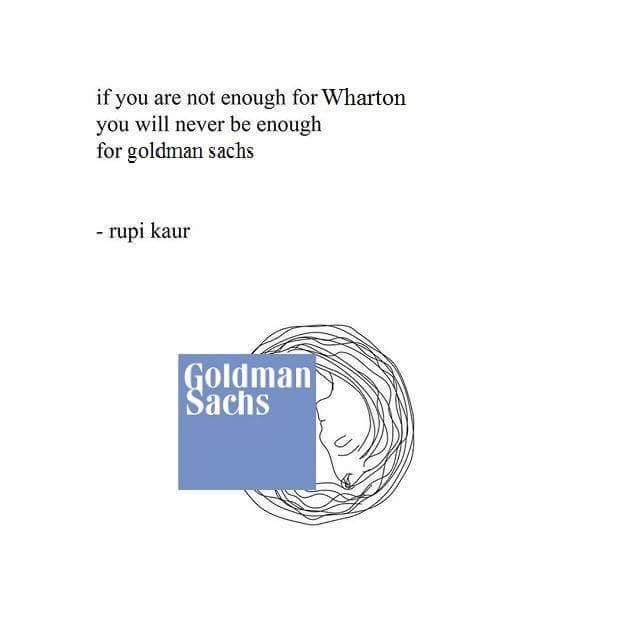 if you are not enough for Wharton
you will never be enough
for goldman sachs
- rupi kaur
Goldman
Sachs